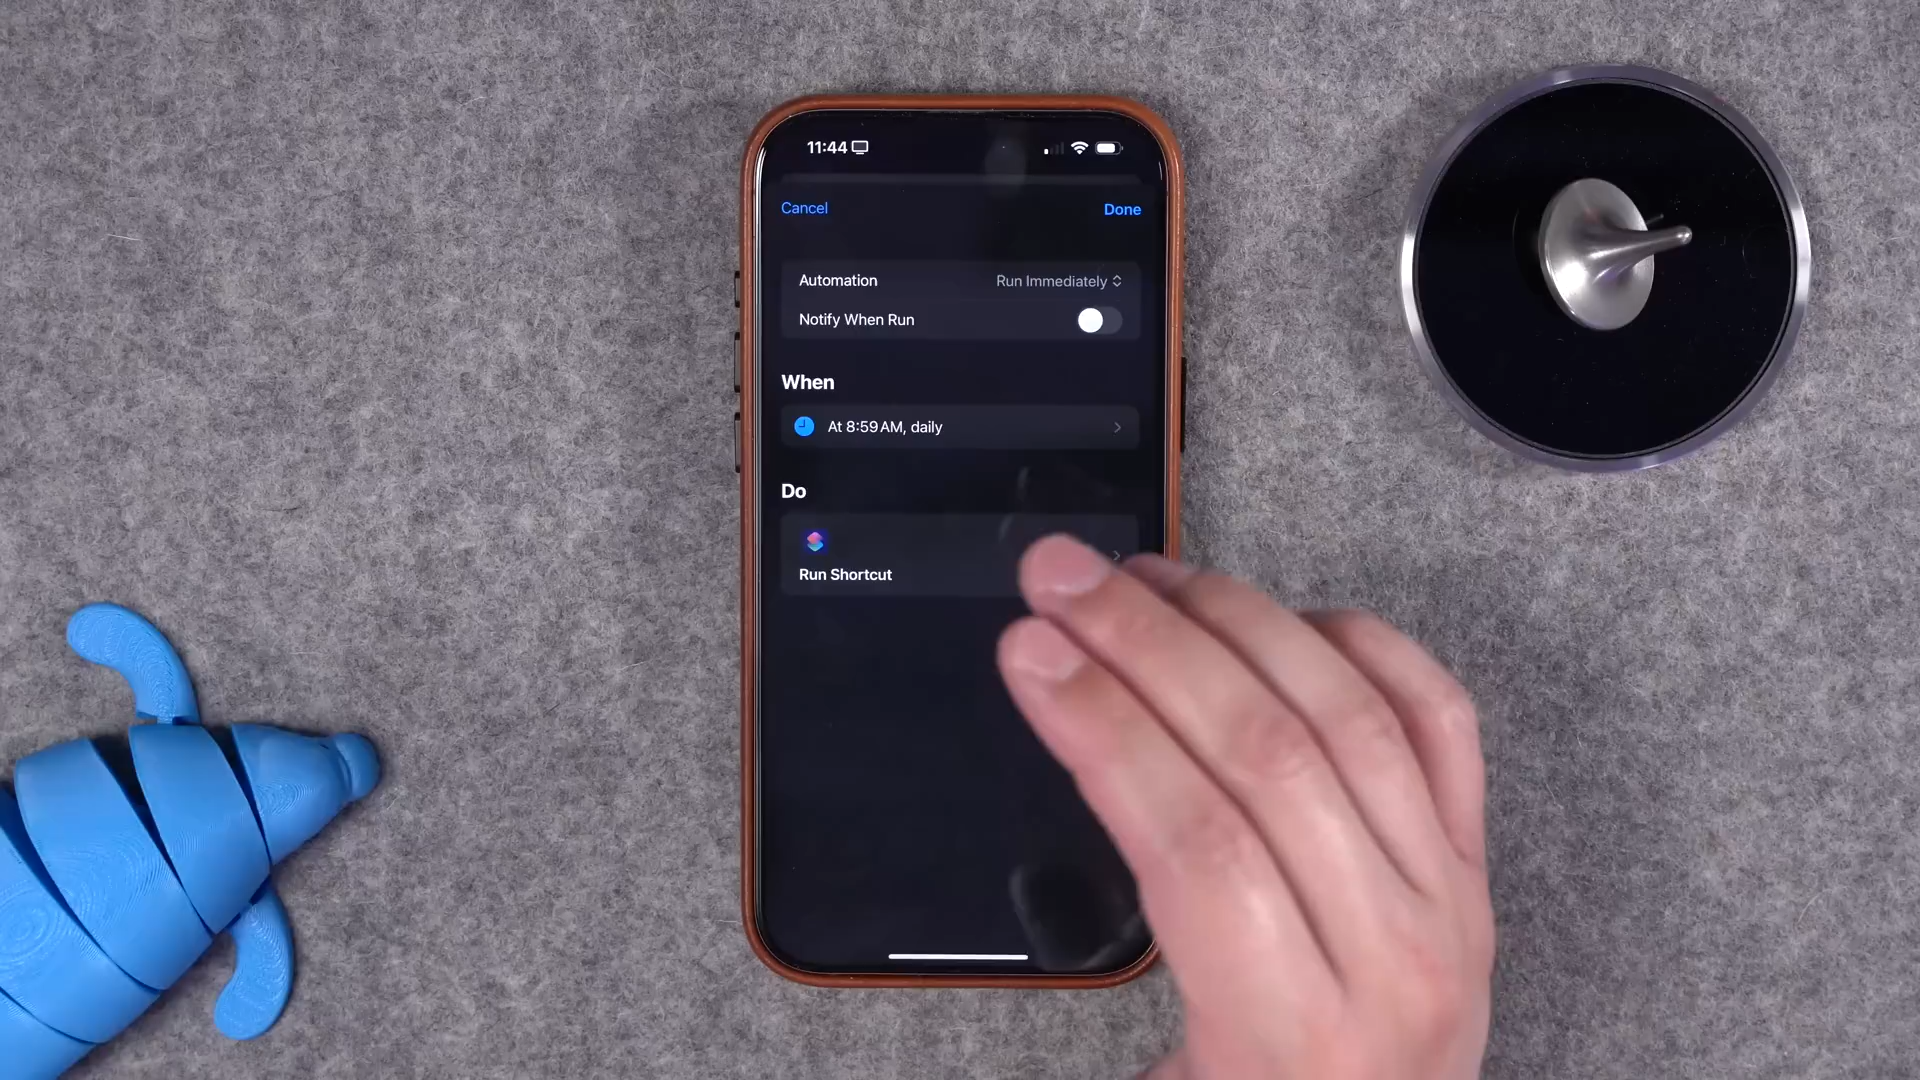 11:44
Cancel
Done
Automation
Run Immediately
Notify When Run
When
At 8:59 AM, daily
Do
Run Shortcut